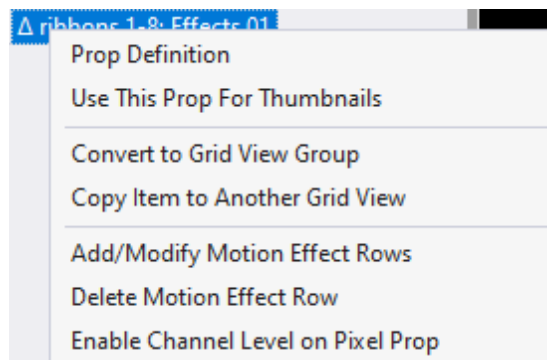 Δ ribbons 1-8: Effects 01
Prop Definition
Use This Prop For Thumbnails
Convert to Grid View Group
Copy Item to Another Grid View
Add/Modify Motion Effect Rows
Delete Motion Effect Row
Enable Channel Level on Pixel Prop